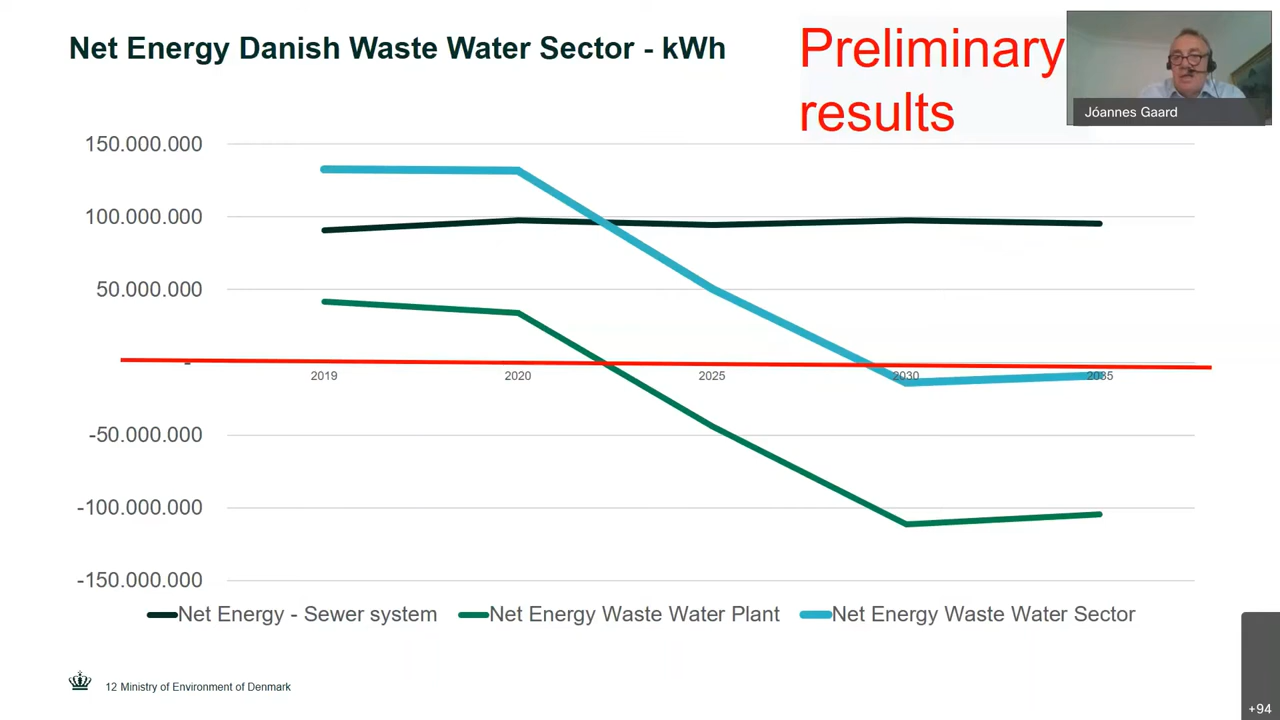 Net Energy Danish Waste Water Sector - kWh
Preliminary
results
Jóannes Gaard
150.000.000
100.000.000
50.000.000
-
2019 2020 2025 2030 2035
-50.000.000
-100.000.000
-150.000.000
Net Energy - Sewer system Net Energy Waste Water Plant Net Energy Waste Water Sector
12 Ministry of Environment of Denmark
+94